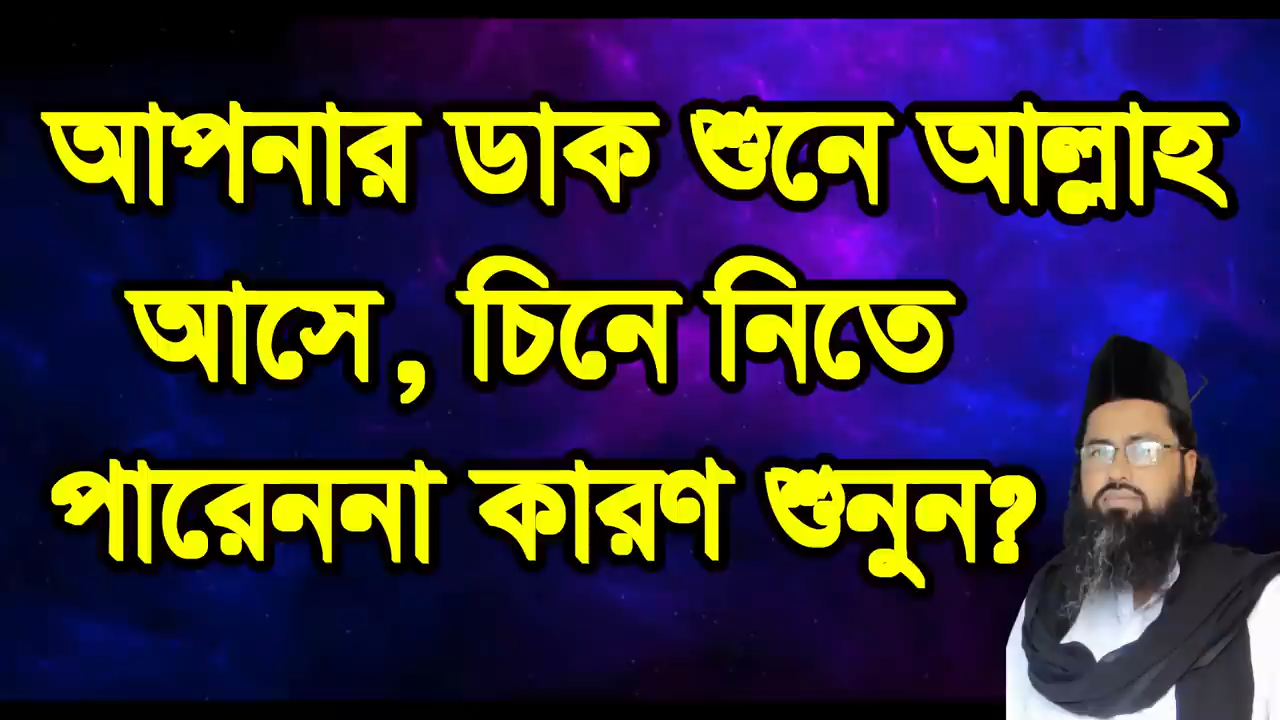 আপনার ডাক শুনে আল্লাহ
আসে, চিনে নিতে
পারেননা কারণ শুনুন?